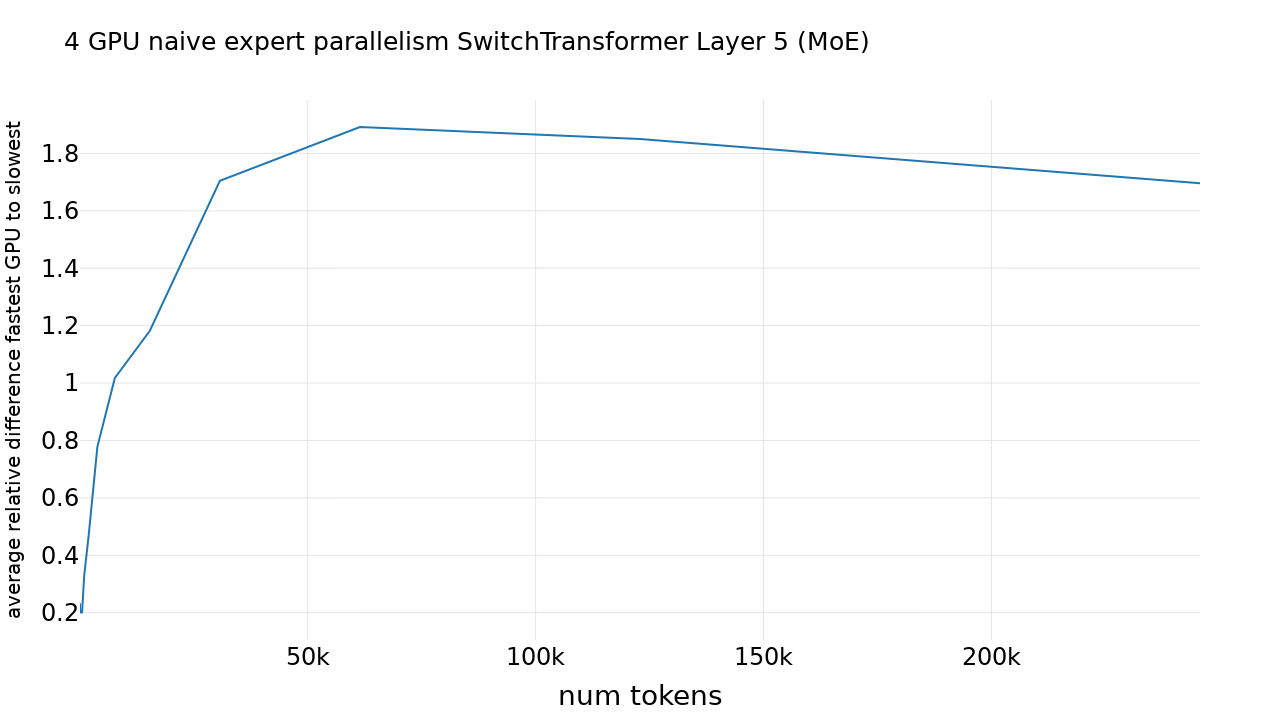 4 GPU naive expert parallelism SwitchTransformer Layer 5 (MoE)
average relative difference fastest GPU to slowest
1.8
1.6
1.4
1.2
1
0.8
0.6
0.4
0.2
50k
100k
150k
200k
num tokens